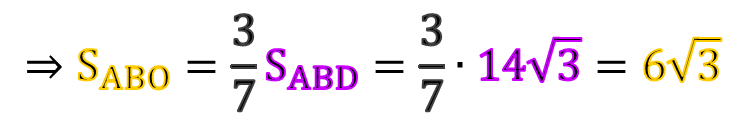 ⇒ S_ABO = 3/7 S_ABD = 3/7 · 14√3 = 6√3